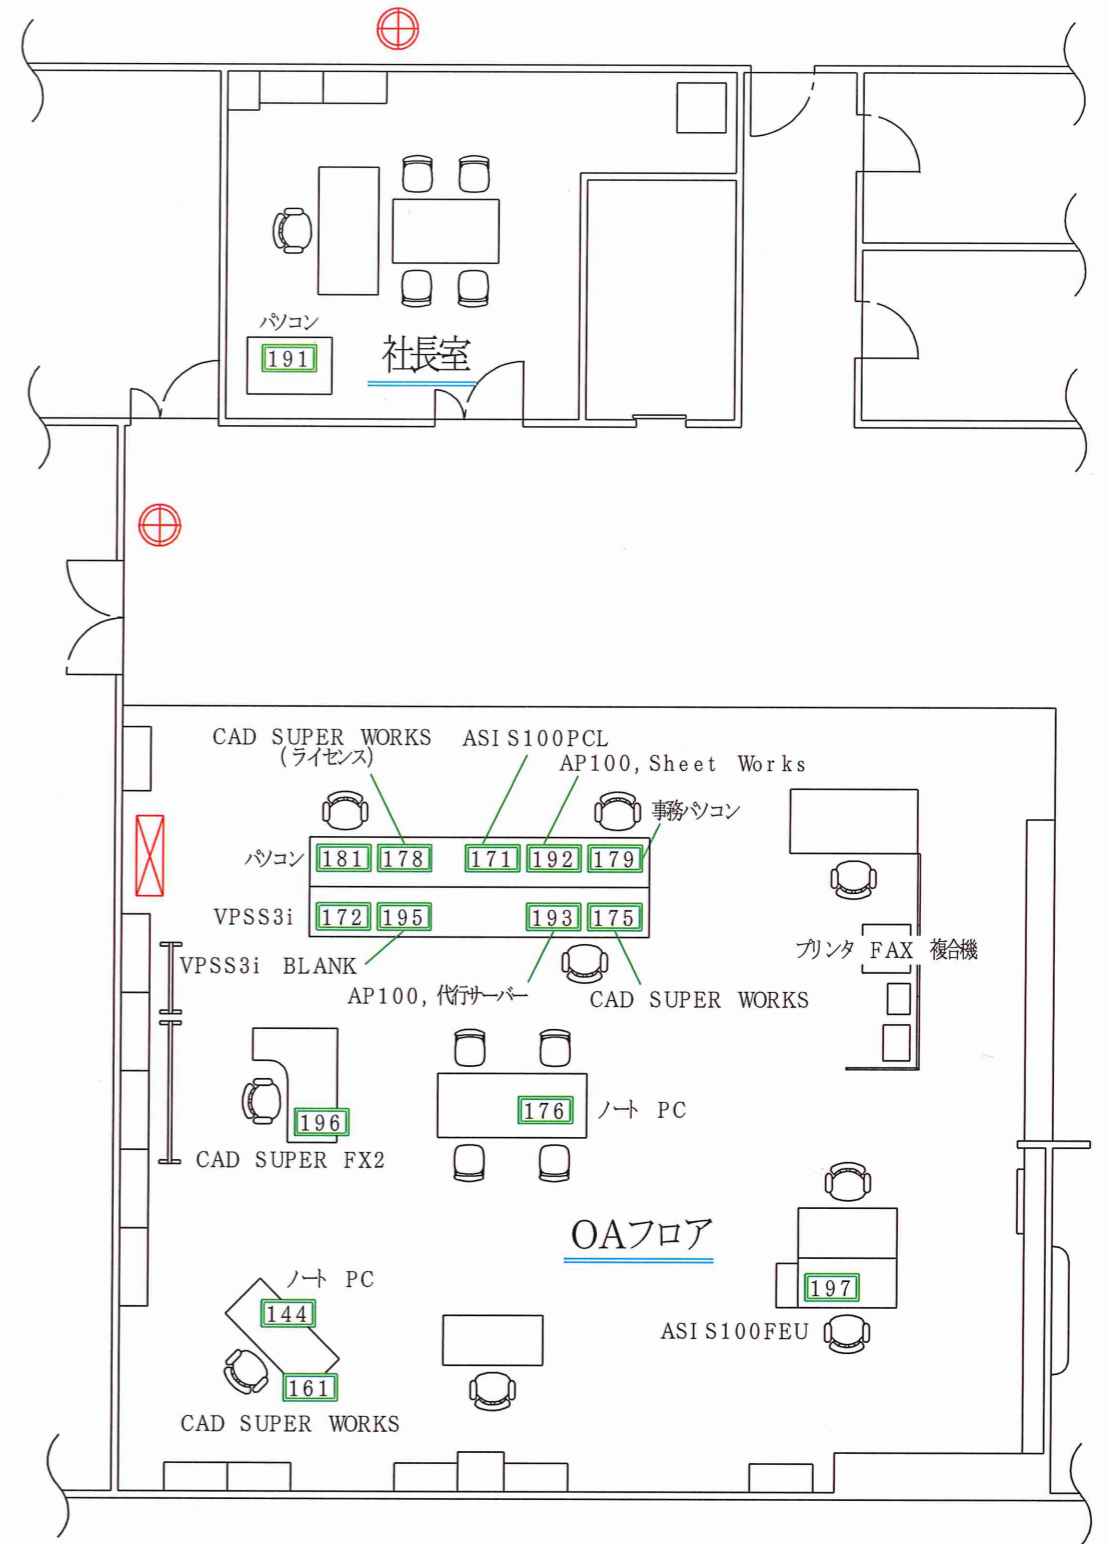 パソコン
191
社長室
CAD SUPER WORKS
(ライセンス)
ASIS100PCL
AP100, Sheet Works
事務パソコン
パソコン
181
178
171
192
179
VPSS3i
172
195
193
175
VPSS3i BLANK
AP100, 代行サーバー
CAD SUPER WORKS
プリンタ FAX 複合機
196
CAD SUPER FX2
176
ノート PC
OAフロア
197
ASIS100FEU
ノート PC
144
161
CAD SUPER WORKS